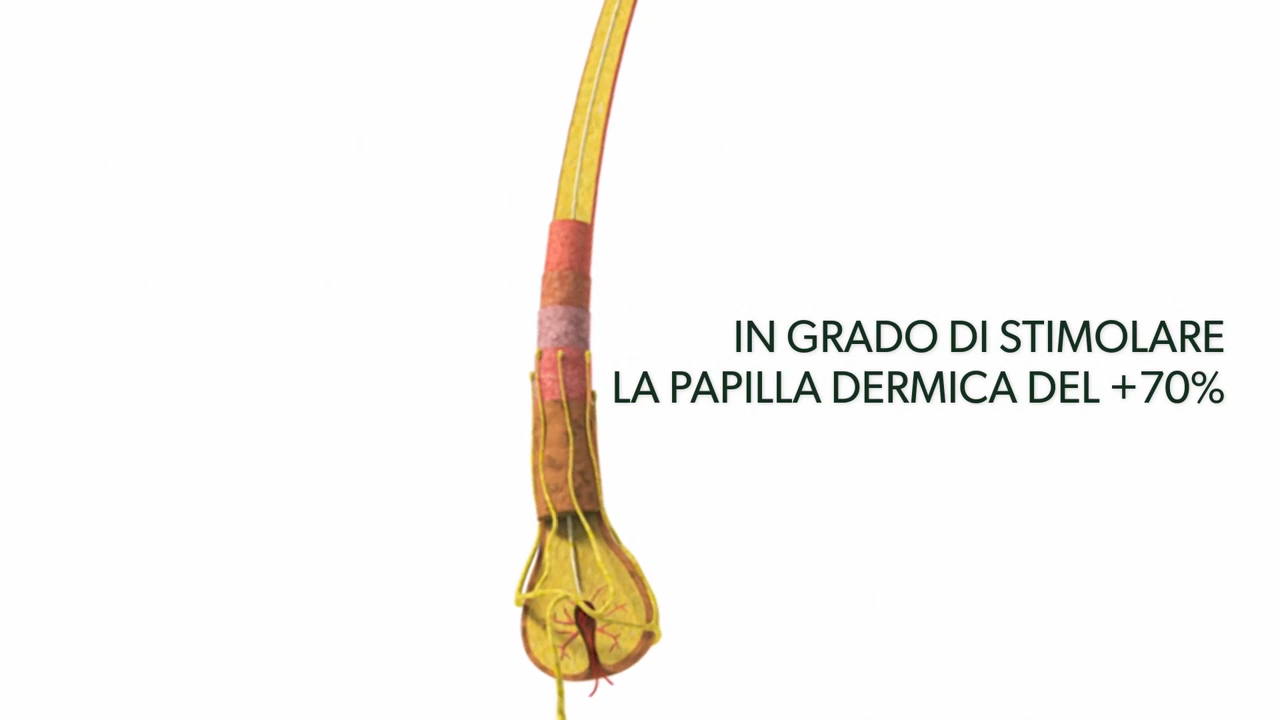 IN GRADO DI STIMOLARE
LA PAPILLA DERMICA DEL +70%